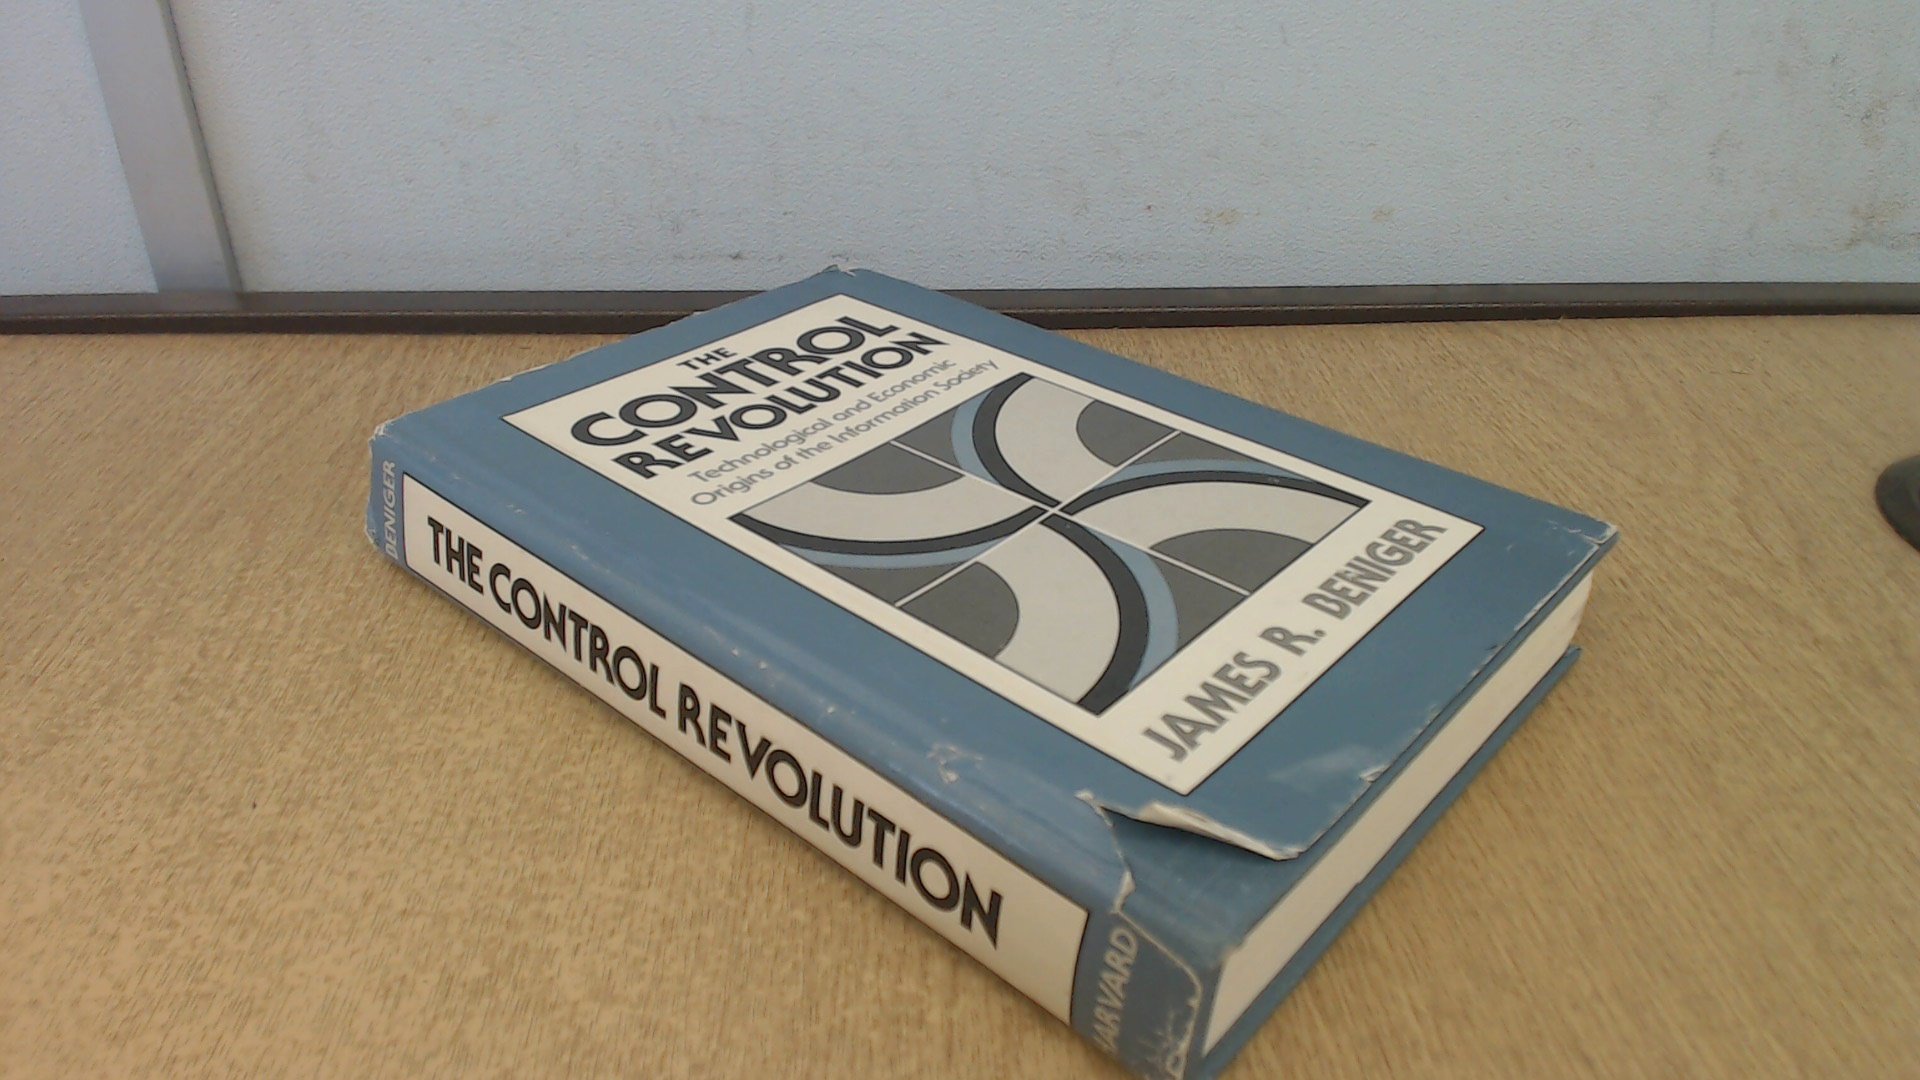 THE
CONTROL
REVOLUTION
Technological and Economic
Origins of the Information Society
JAMES R. BENIGER
BENIGER
THE CONTROL REVOLUTION
HARVARD